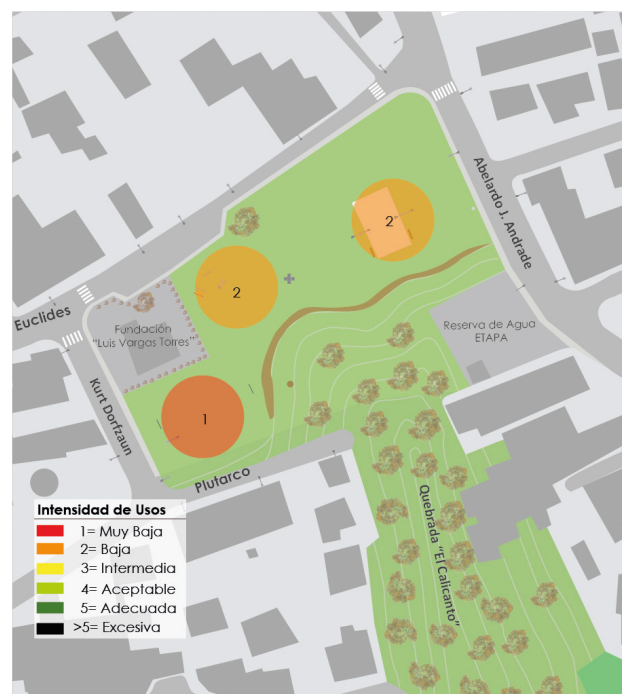 2
Abelardo J. Andrade
2
Euclides
Fundación
"Luis Vargas Torres"
Reserva de Agua
ETAPA
Kurt Dorfzaun
1
Plutarco
Quebrada "El Calicanto"
Intensidad de Usos
1= Muy Baja
2= Baja
3= Intermedia
4= Aceptable
5= Adecuada
>5= Excesiva